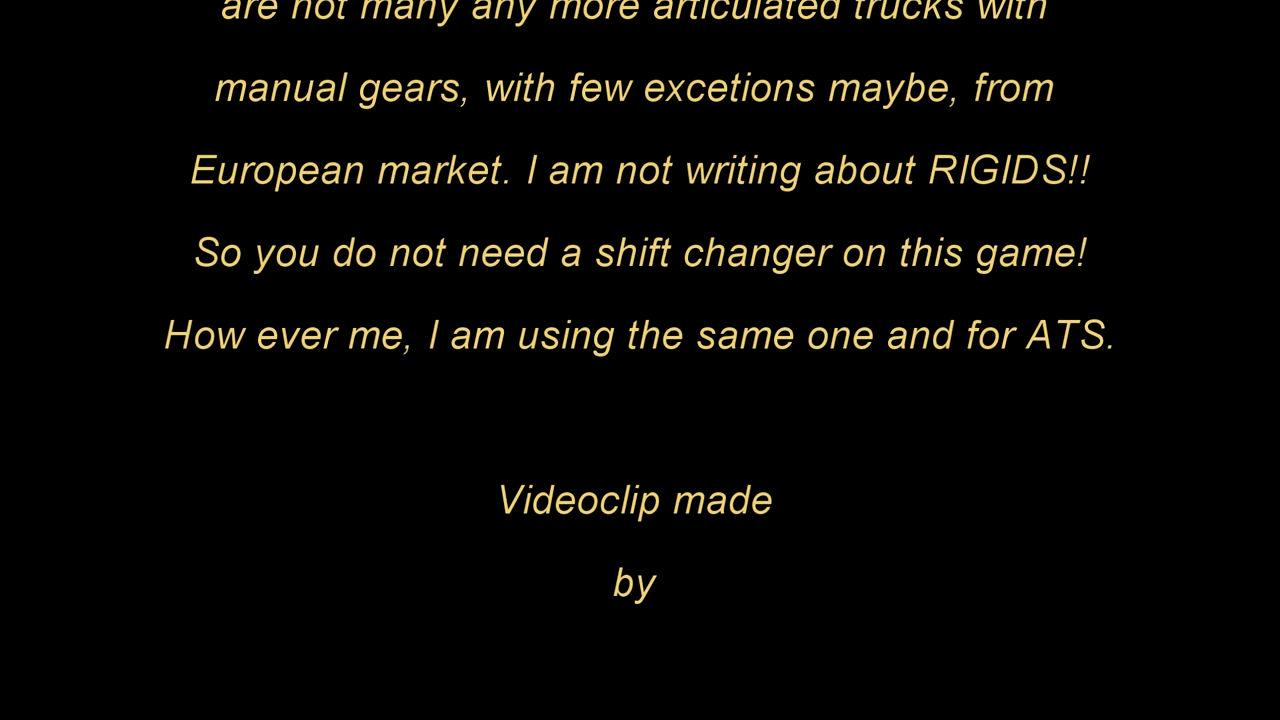 are not many any more articulated trucks with
manual gears, with few excetions maybe, from
European market. I am not writing about RIGIDS!!
So you do not need a shift changer on this game!
How ever me, I am using the same one and for ATS.
Videoclip made
by